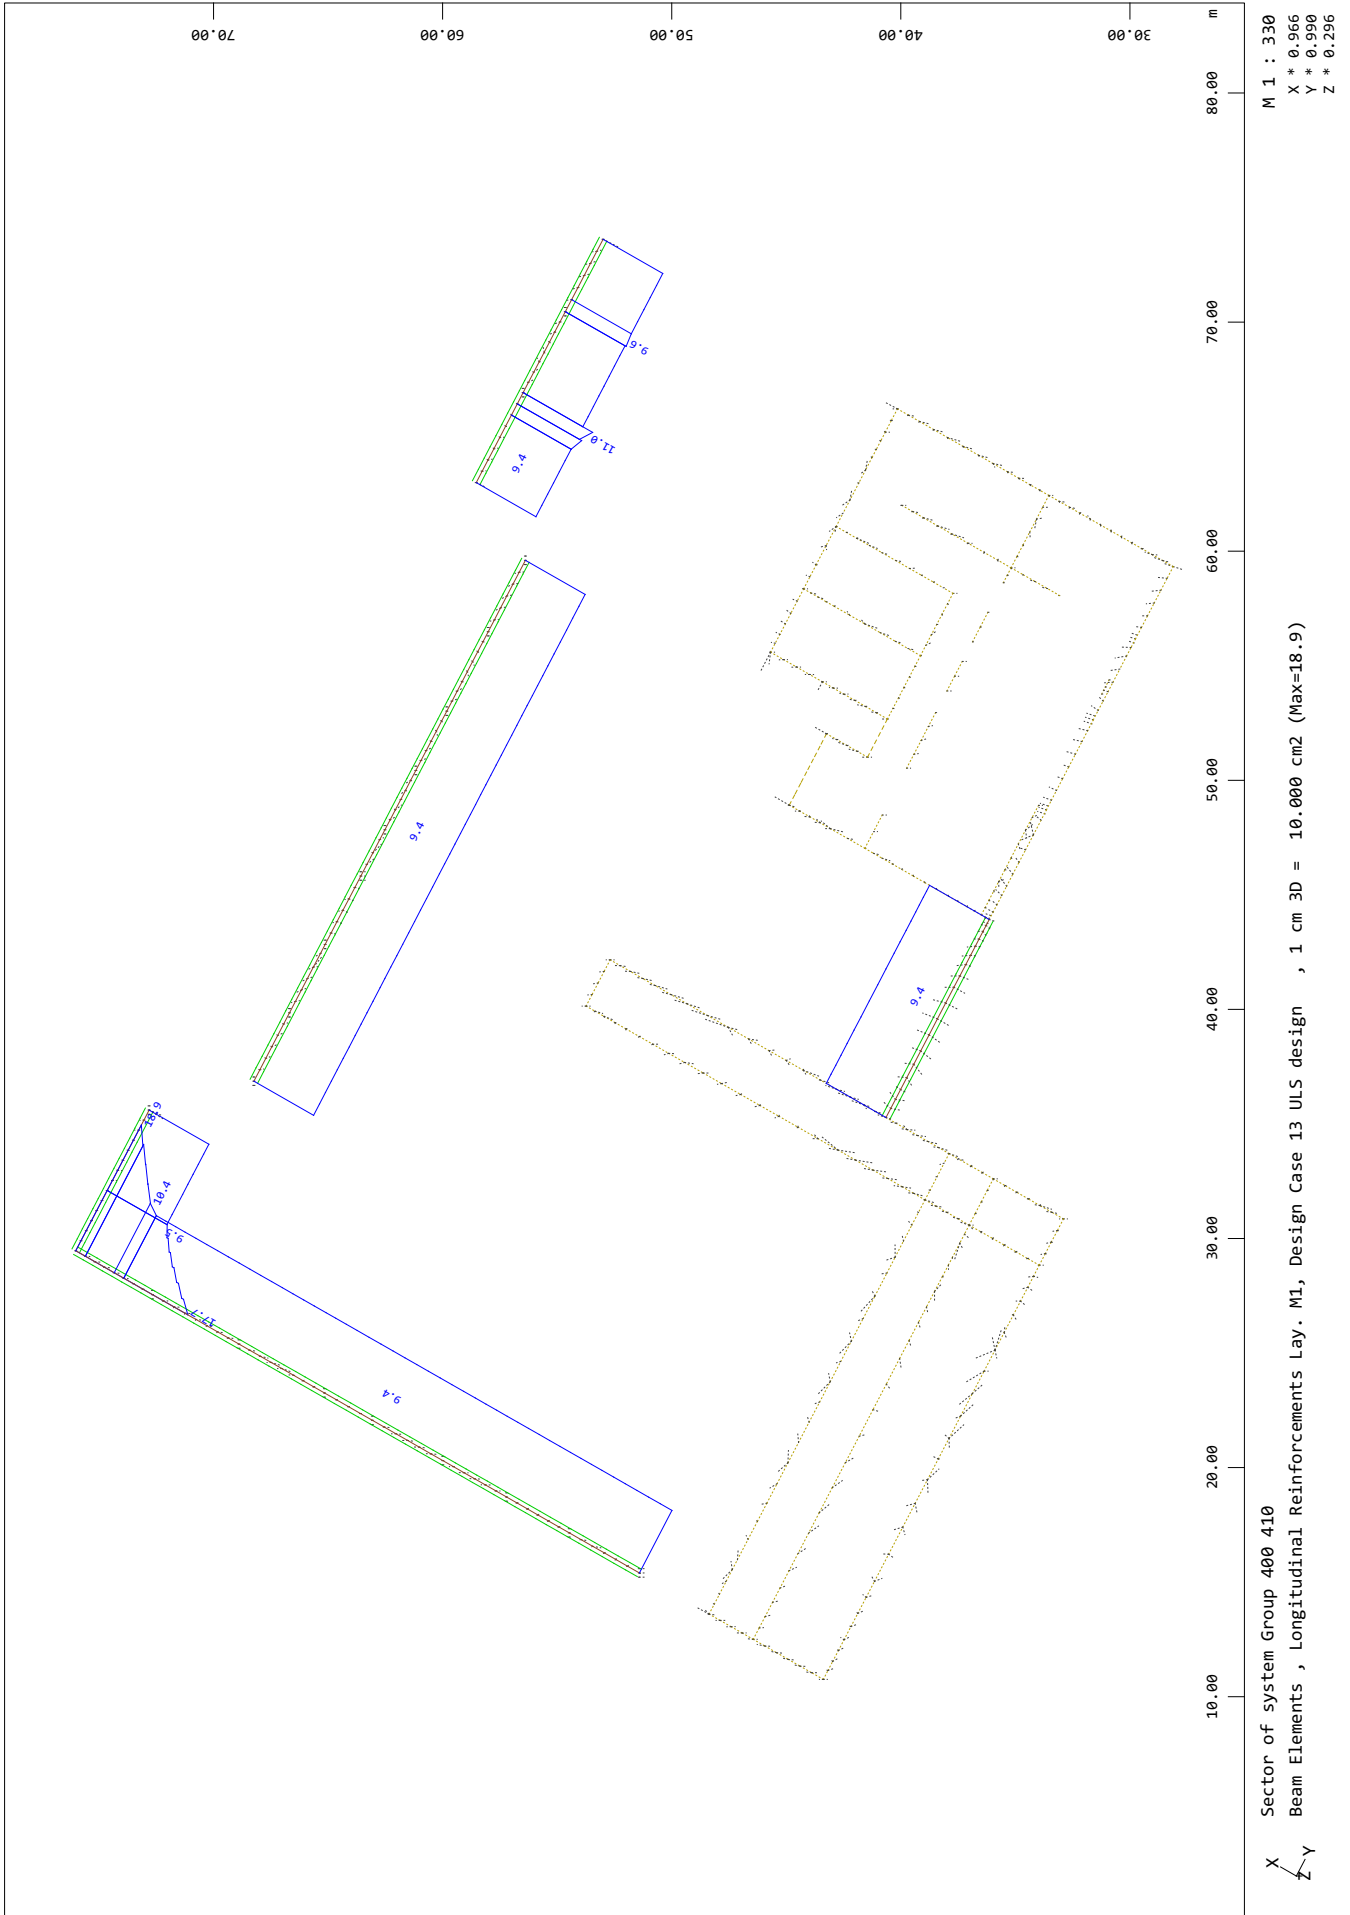 70.00
60.00
50.00
40.00
30.00
m
80.00
70.00
60.00
50.00
40.00
30.00
20.00
10.00
9.6
11.0
9.4
9.4
9.4
18.9
10.4
9.5
17.7
9.4
M 1 : 330
X * 0.966
Y * 0.990
Z * 0.296
Sector of system Group 400 410
Beam Elements , Longitudinal Reinforcements Lay. M1, Design Case 13 ULS design , 1 cm 3D = 10.000 cm2 (Max=18.9)
X
Y
Z